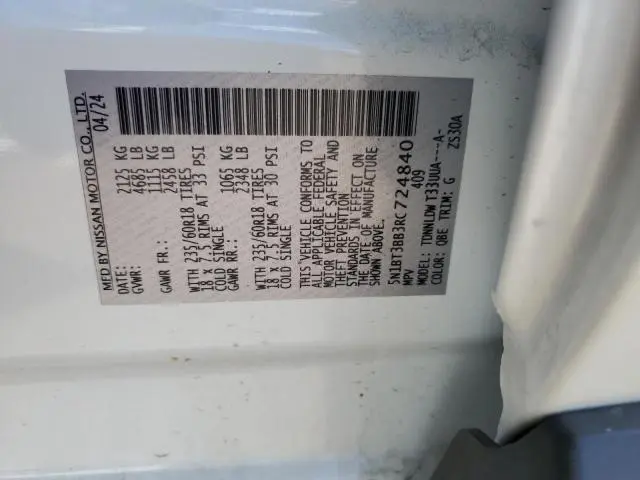 MFD BY NISSAN MOTOR CO., LTD.
DATE: 04/24
GVWR: 2125 KG
4685 LB
GAWR FR.: 1115 KG
2458 LB
WITH 235/60R18 TIRES
18 x 7.5 RIMS AT 33 PSI
COLD SINGLE
GAWR RR: 1065 KG
2348 LB
WITH 235/60R18 TIRES
18 x 7.5 RIMS AT 30 PSI
COLD SINGLE
THIS VEHICLE CONFORMS TO
ALL APPLICABLE FEDERAL
MOTOR VEHICLE SAFETY AND
THEFT PREVENTION
STANDARDS IN EFFECT ON
THE DATE OF MANUFACTURE
SHOWN ABOVE.
5N1BT3BB3RC724840
MPV 409
MODEL: TDNNLDW T33UUA---A-
COLOR: QBE TRIM: G ZS30A